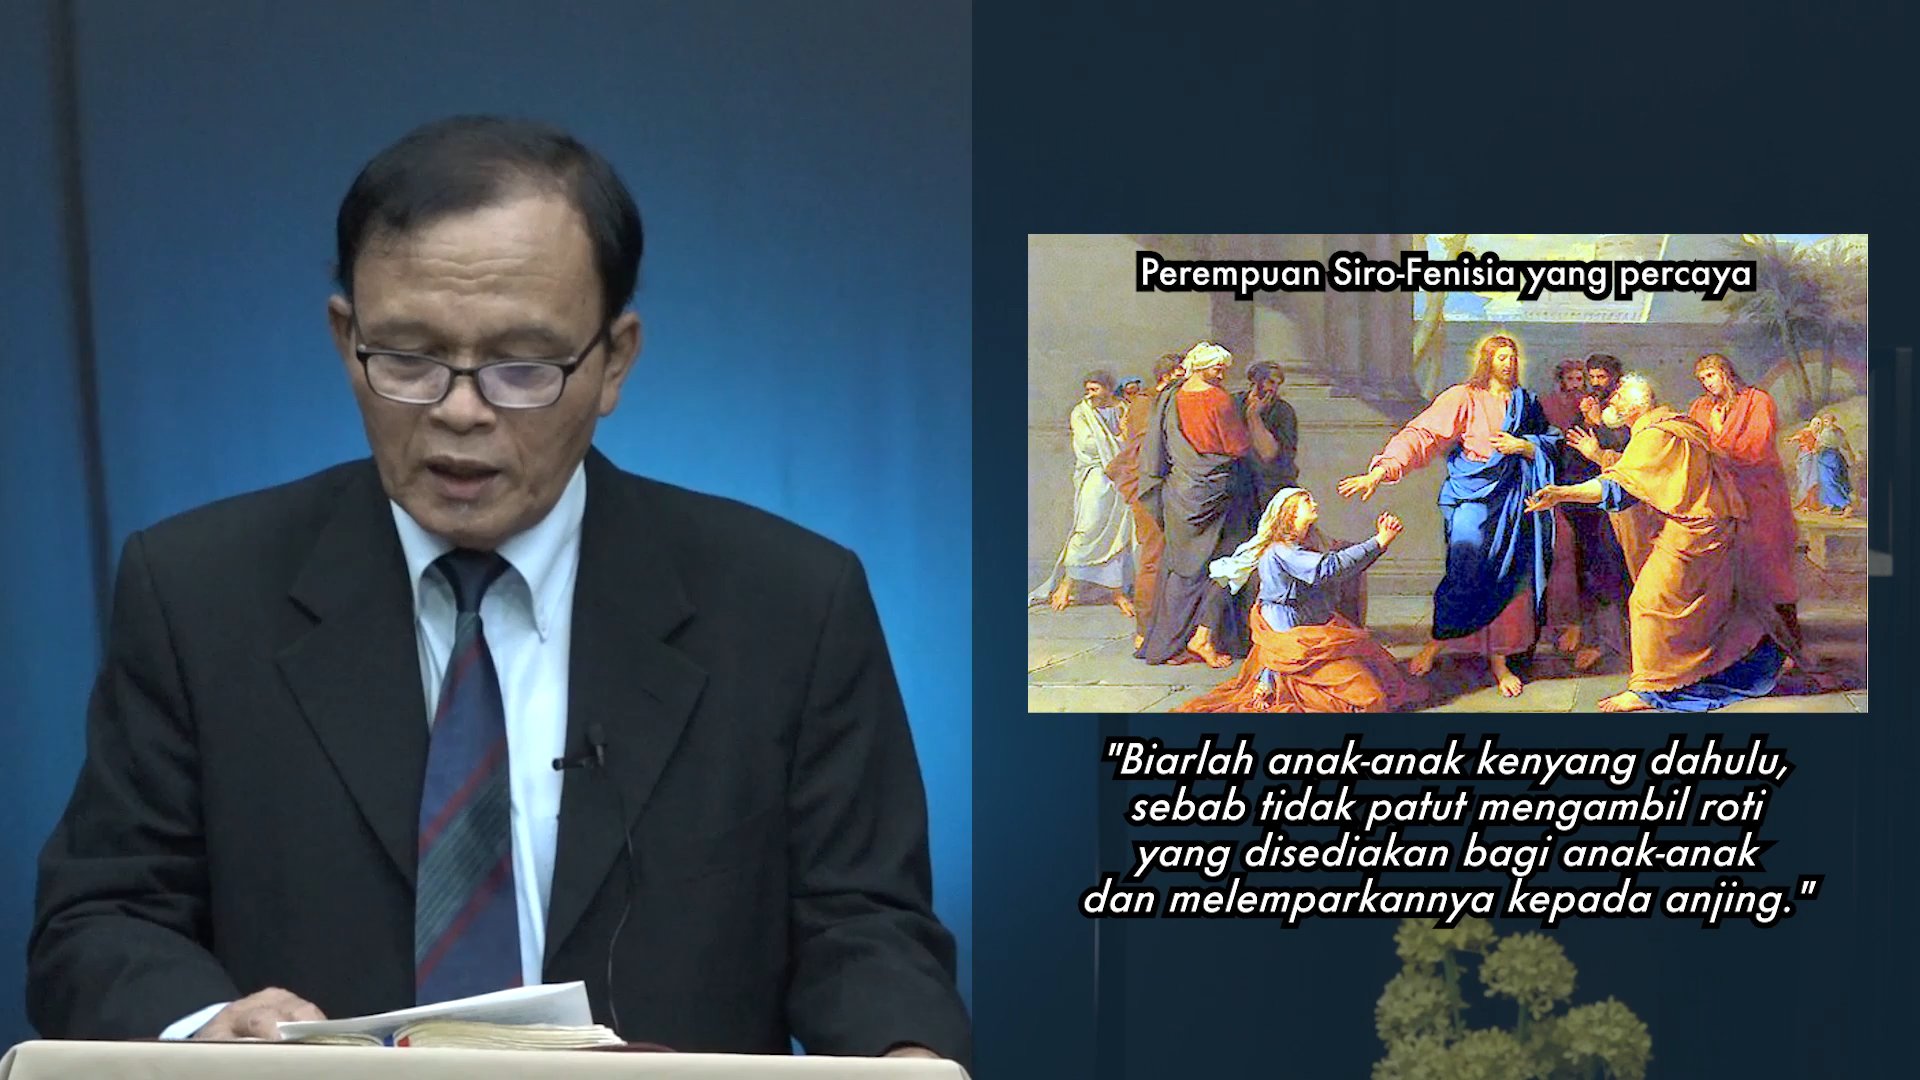 Perempuan Siro-Fenisia yang percaya
"Biarlah anak-anak kenyang dahulu,
sebab tidak patut mengambil roti
yang disediakan bagi anak-anak
dan melemparkannya kepada anjing."